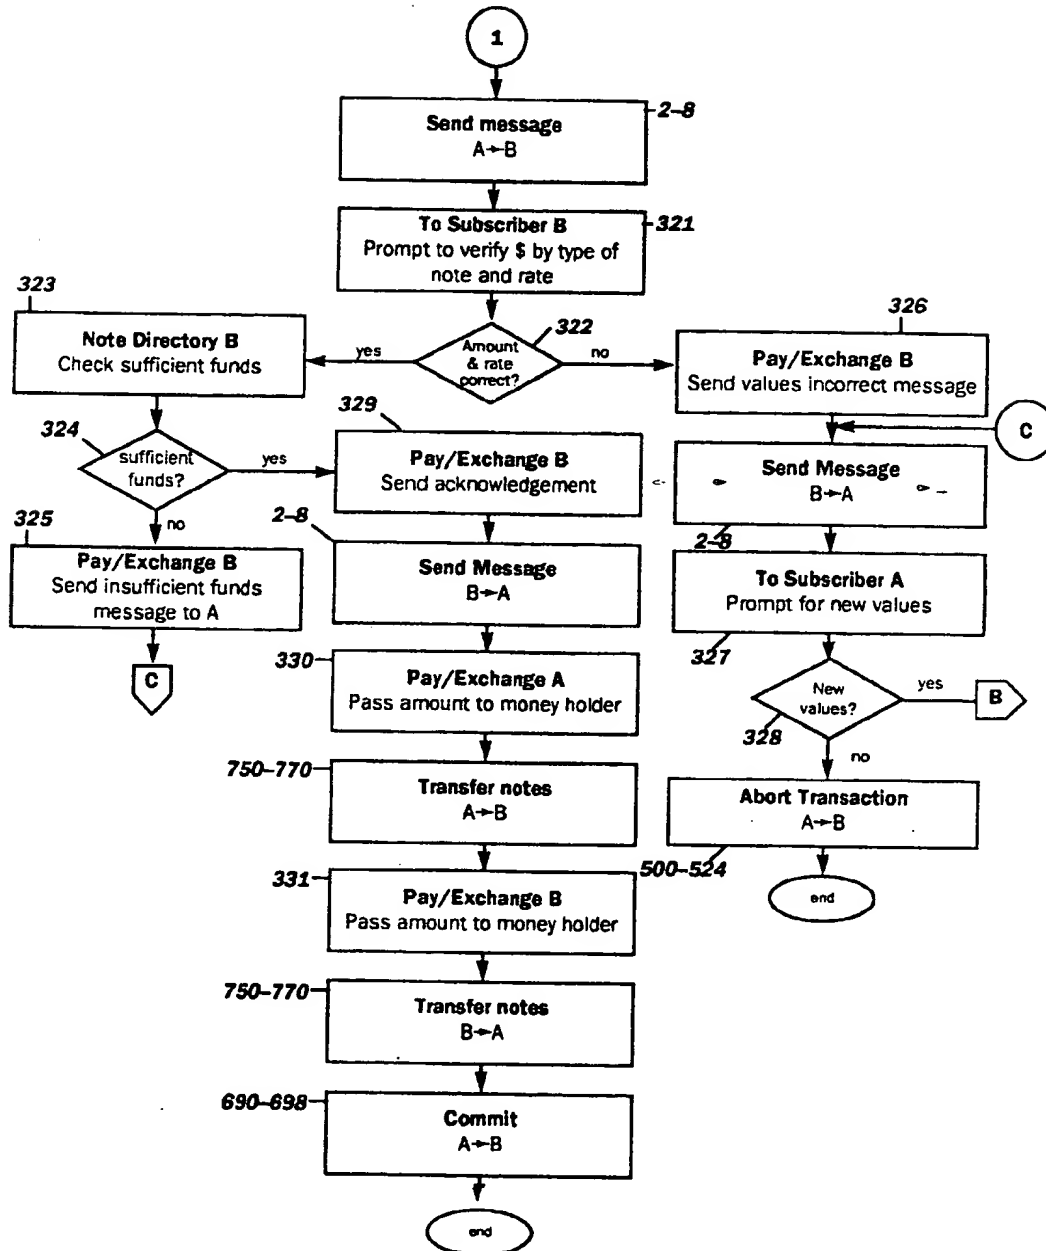 1
2–8
Send message
A→B
To Subscriber B
321
Prompt to verify $ by type of
note and rate
323
Note Directory B
Check sufficient funds
yes
322
Amount
& rate
correct?
no
326
Pay/Exchange B
Send values incorrect message
C
324
sufficient
funds?
yes
no
329
Pay/Exchange B
Send acknowledgement
Send Message
B→A
2–8
325
Pay/Exchange B
Send insufficient funds
message to A
C
2–8
Send Message
B→A
To Subscriber A
Prompt for new values
327
330
Pay/Exchange A
Pass amount to money holder
New
values?
328
yes
B
no
750–770
Transfer notes
A→B
Abort Transaction
A→B
500–524
end
331
Pay/Exchange B
Pass amount to money holder
750–770
Transfer notes
B→A
690–698
Commit
A→B
end